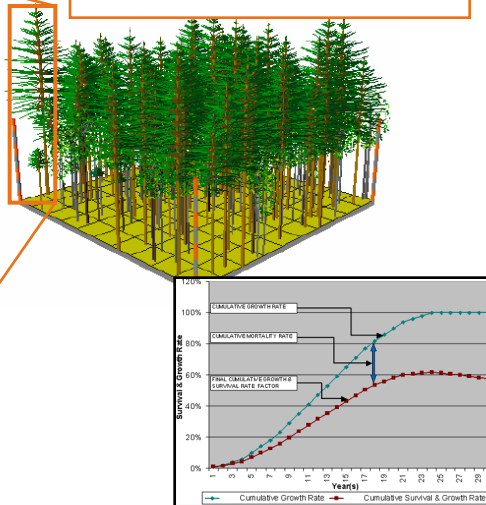 120%
100%
80%
60%
40%
20%
0%
Survival & Growth Rate
CUMULATIVE GROWTH RATE
CUMULATIVE MORTALITY RATE
FINAL CUMULATIVE GROWTH &
SURVIVAL RATE FACTOR
1 3 5 7 9 11 13 15 17 19 21 23 25 27 29
Year(s)
Cumulative Growth Rate Cumulative Survival & Growth Rate